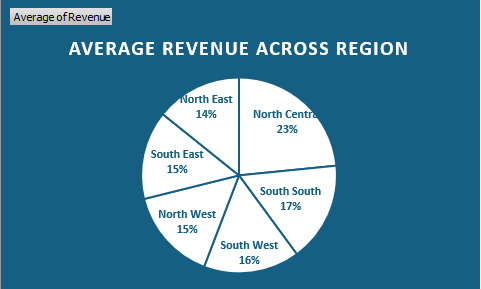 Average of Revenue
AVERAGE REVENUE ACROSS REGION
North East
14%
North Centra
23%
South East
15%
South South
17%
North West
15%
South West
16%